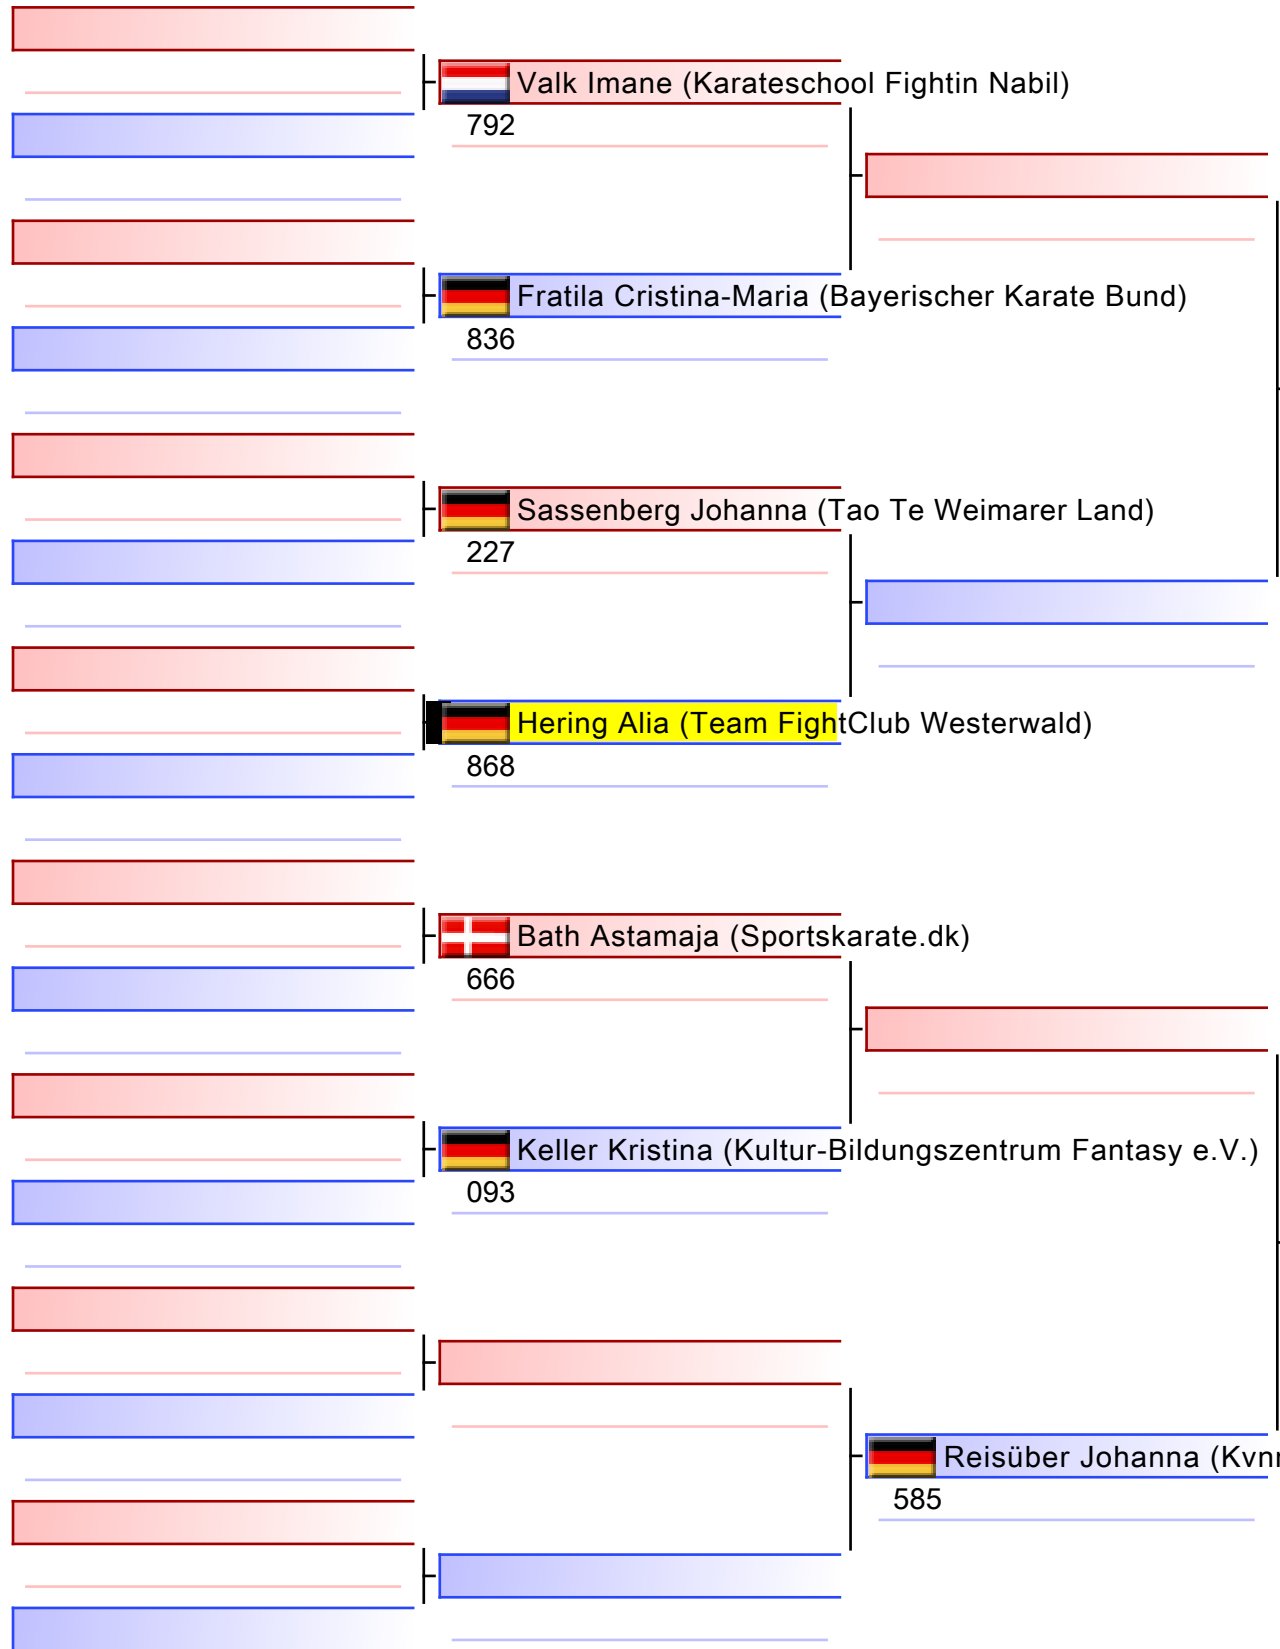 Valk Imane (Karateschool Fightin Nabil)
792
Fratila Cristina-Maria (Bayerischer Karate Bund)
836
Sassenberg Johanna (Tao Te Weimarer Land)
227
Hering Alia (Team FightClub Westerwald)
868
Bath Astamaja (Sportskarate.dk)
666
Keller Kristina (Kultur-Bildungszentrum Fantasy e.V.)
093
Reisüber Johanna
585